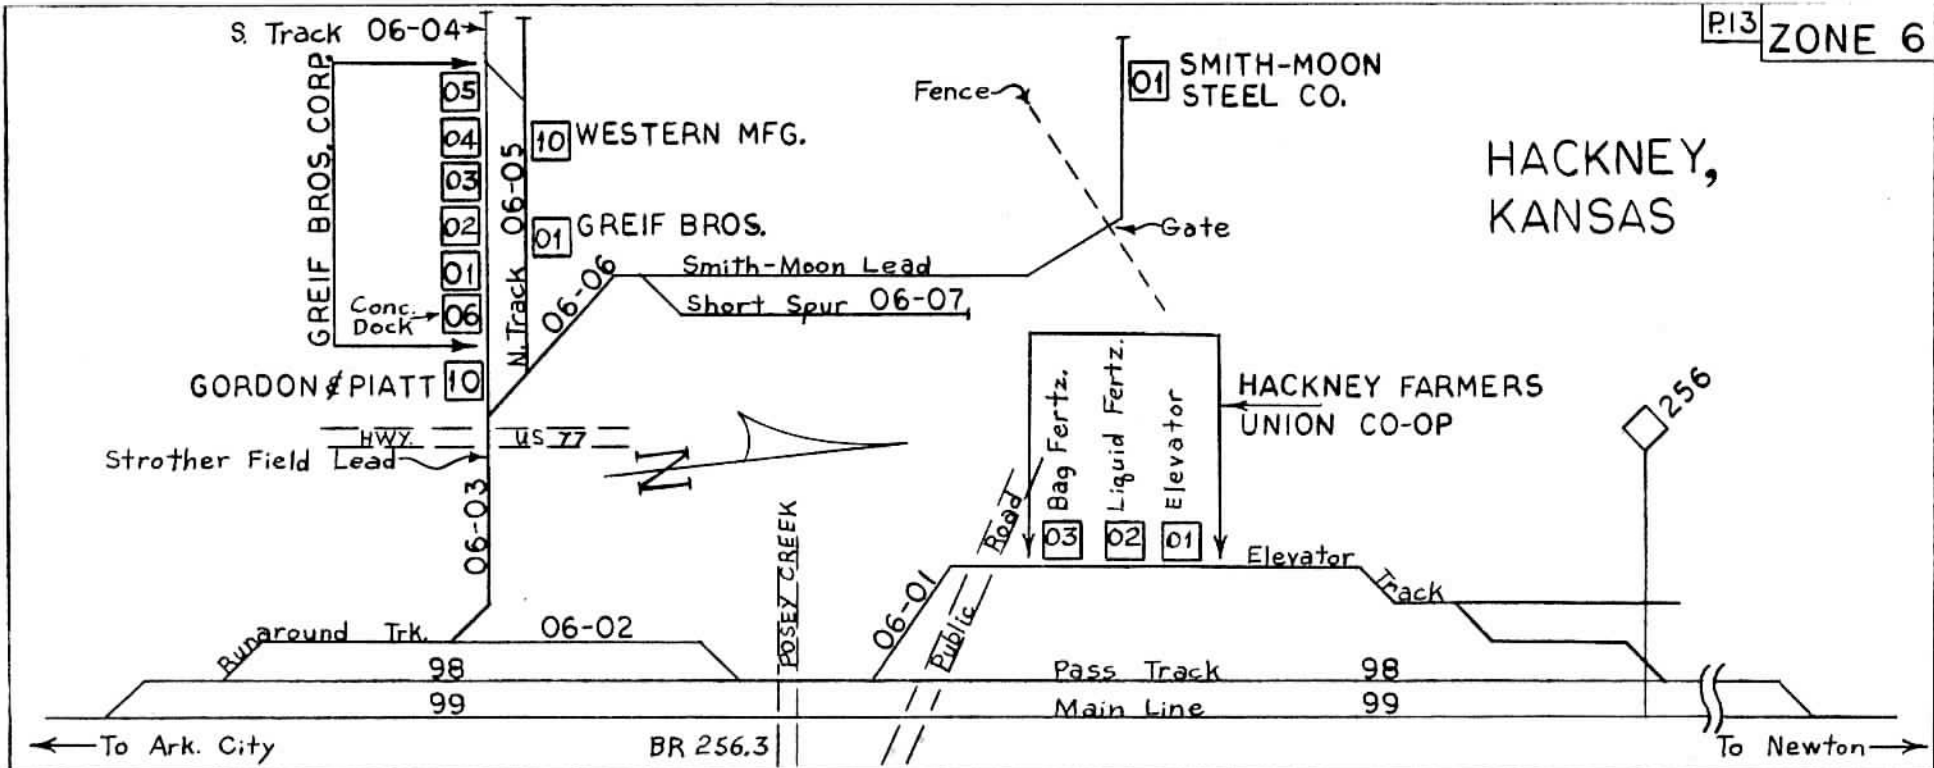 P.13
ZONE 6
HACKNEY,
KANSAS
S. Track 06-04
GREIF BROS. CORP.
05
04
03
02
01
06
Conc.
Dock
GORDON & PIATT 10
N. Track 06-05
10 WESTERN MFG.
01 GREIF BROS.
06-06
Smith-Moon Lead
Short Spur 06-07
Fence
Gate
01 SMITH-MOON
STEEL CO.
HWY. US 77
Strother Field Lead
06-03
N
POSEY CREEK
Public Road
Bag Fertz.
03
Liquid Fertz.
02
Elevator
01
HACKNEY FARMERS
UNION CO-OP
256
06-01
Elevator Track
Runaround Trk. 06-02
98 Pass Track 98
99 Main Line 99
To Ark. City
BR 256.3
To Newton